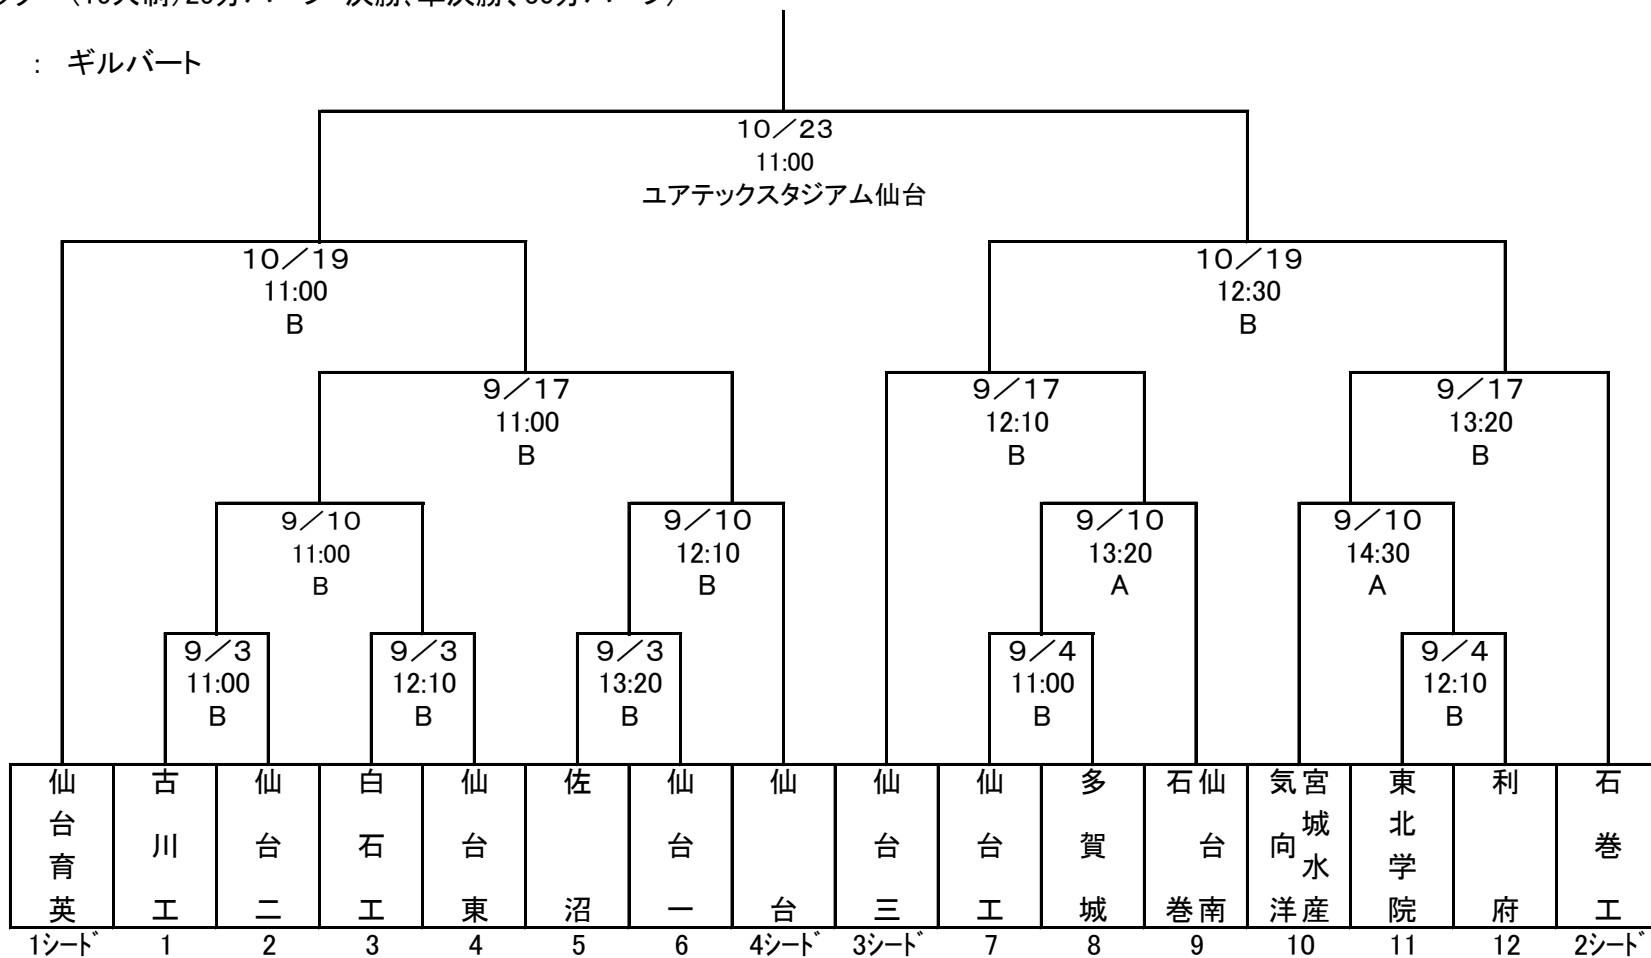 ： ギルバート
10／23
11:00
ユアテックスタジアム仙台
10／19
11:00
B
10／19
12:30
B
9／17
11:00
B
9／17
12:10
B
9／17
13:20
B
9／10
11:00
B
9／10
12:10
B
9／10
13:20
A
9／10
14:30
A
9／3
11:00
B
9／3
12:10
B
9／3
13:20
B
9／4
11:00
B
9／4
12:10
B
仙台育英
古川工
仙台二
白石工
仙台東
佐沼
仙台一
仙台
仙台三
仙台工
多賀城
仙台南
石巻
宮城水産
気向洋
東北学院
利府
石巻工
1シード
1
2
3
4
5
6
4シード
3シード
7
8
9
10
11
12
2シード